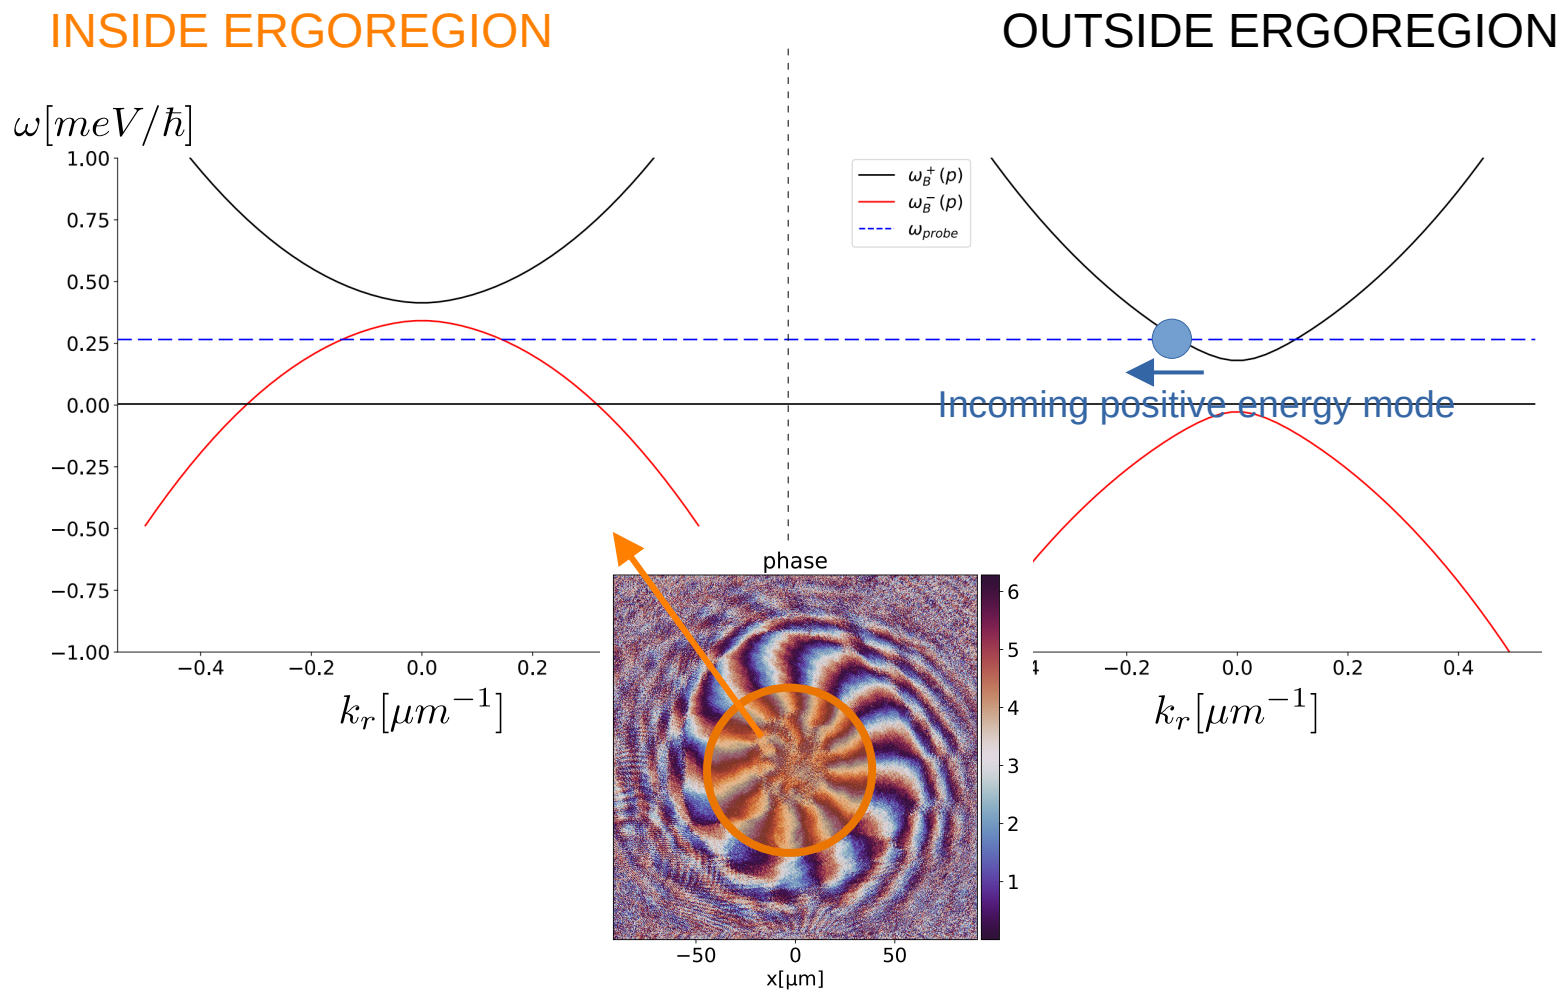 INSIDE ERGOREGION
OUTSIDE ERGOREGION
ω[meV/ħ]
1.00
0.75
0.50
0.25
0.00
−0.25
−0.50
−0.75
−1.00
−0.4 −0.2 0.0 0.2
k_r[μm⁻¹]
ω_B^+(p)
ω_B^−(p)
ω_probe
Incoming positive energy mode
4 −0.2 0.0 0.2 0.4
k_r[μm⁻¹]
phase
6
5
4
3
2
1
−50 0 50
x[μm]